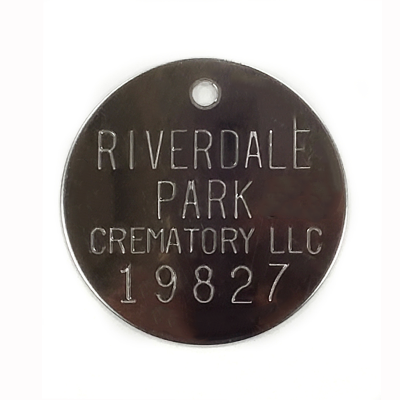 RIVERDALE
PARK
CREMATORY LLC
19827